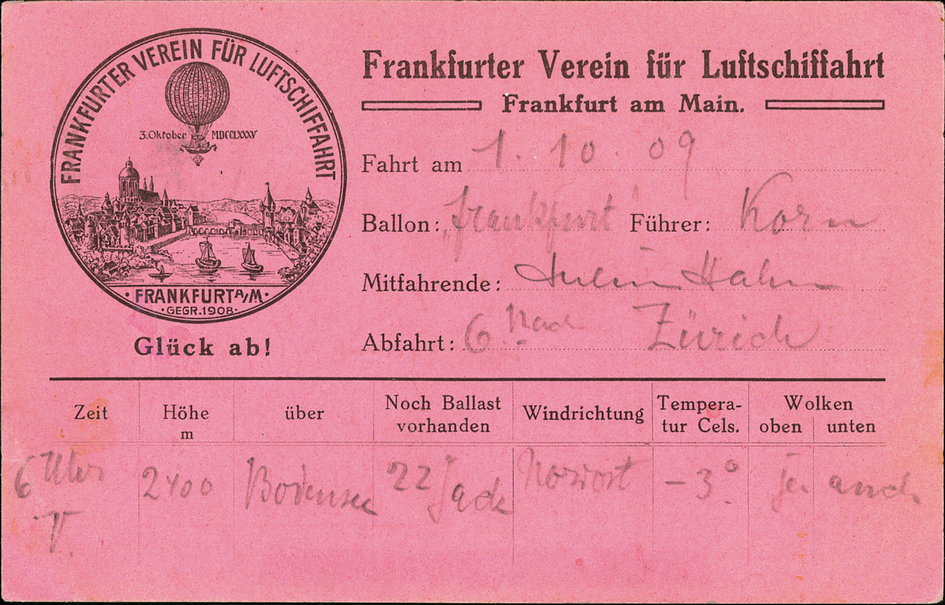 FRANKFURTER VEREIN FÜR LUFTSCHIFFAHRT
3. Oktober MDCCLXXXV
· FRANKFURT A/M ·
· GEGR. 1908 ·
Glück ab!
Frankfurter Verein für Luftschiffahrt
Frankfurt am Main.
Fahrt am 1. 10. 09
Ballon: „Frankfurt" Führer: Korn
Mitfahrende: Hahn
Abfahrt: 6 Zürich
Zeit Höhe m über Noch Ballast vorhanden Windrichtung Tempera-tur Cels. Wolken oben unten
6 Uhr 2400 Bodensee 22 Sack Nordost -3° ja auch